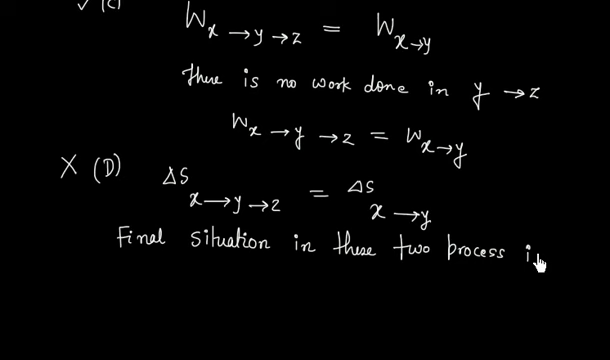 ✓ (C) W x → y → z = W x → y
there is no work done in y → z
W x → y → z = W x → y
X (D) ΔS x → y → z = ΔS x → y
Final situation in these two process i